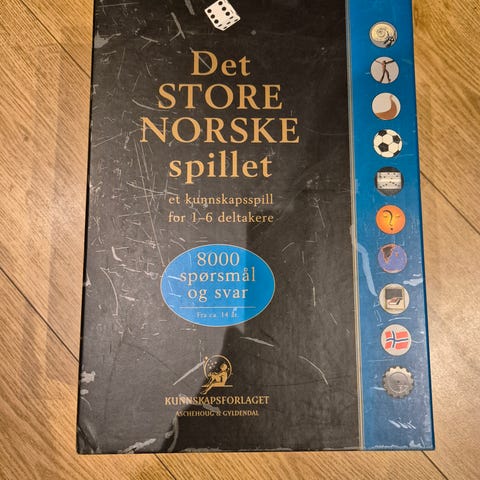 Det
STORE
NORSKE
spillet
et kunnskapsspill
for 1–6 deltakere
8000
spørsmål
og svar
Fra ca. 14 år
KUNNSKAPSFORLAGET
ASCHEHOUG & GYLDENDAL